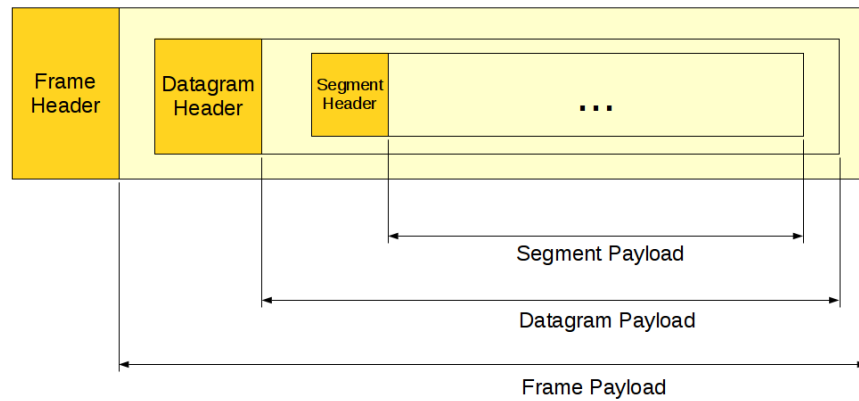 Frame
Header
Datagram
Header
Segment
Header
...
Segment Payload
Datagram Payload
Frame Payload